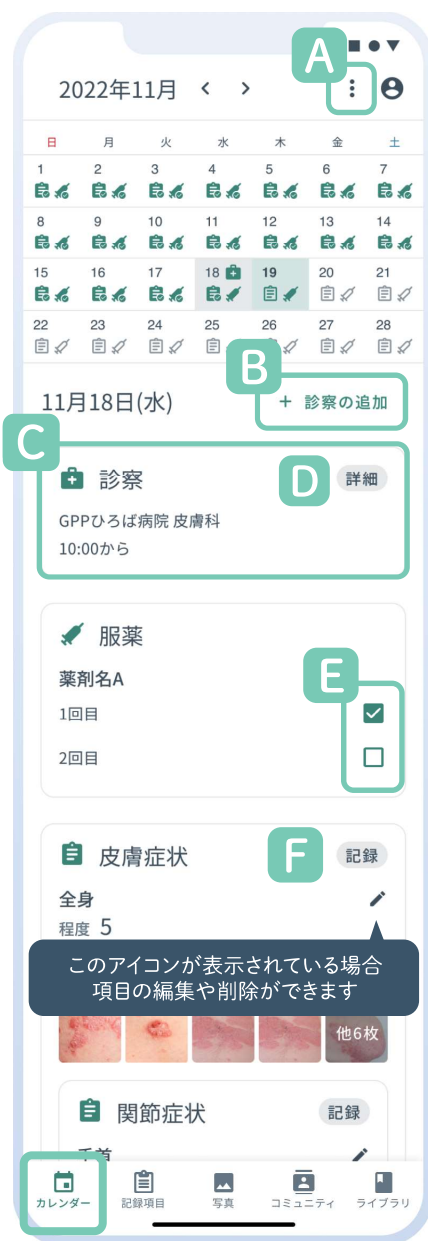 A
2022年11月 < >
日 月 火 水 木 金 土
1 2 3 4 5 6 7
8 9 10 11 12 13 14
15 16 17 18 19 20 21
22 23 24 25 26 27 28
B
11月18日(水) + 診察の追加
C
診察 D 詳細
GPPひろば病院 皮膚科
10:00から
服薬
薬剤名A E
1回目
2回目
皮膚症状 F 記録
全身
程度 5
このアイコンが表示されている場合
項目の編集や削除ができます
他6枚
関節症状 記録
手首
カレンダー 記録項目 写真 コミュニティ ライブラリ